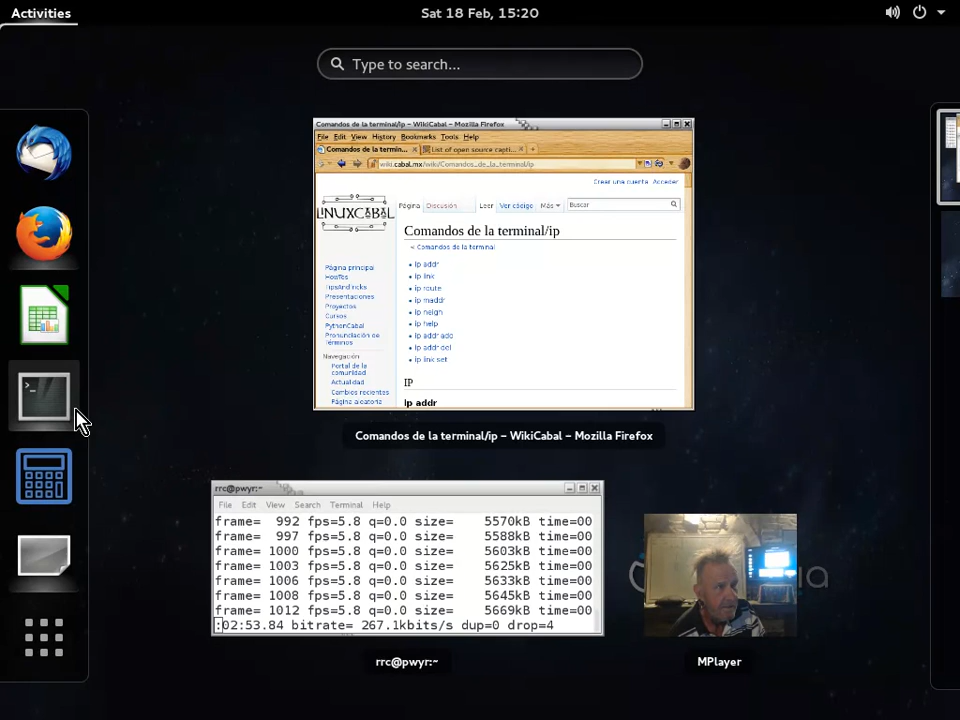 Activities
Sat 18 Feb, 15:20
Type to search...
Comandos de la terminal/ip – WikiCabal – Mozilla Firefox
File Edit View History Bookmarks Tools Help
Comandos de la termin...
List of open source capti...
wiki.cabal.mx/wiki/Comandos_de_la_terminal/ip
Crear una cuenta Acceder
LINUXCABAL
Página Discusión Leer Ver código Más
Buscar
Comandos de la terminal/ip
< Comandos de la terminal
ip addr
ip link
ip route
ip maddr
ip neigh
ip help
ip addr add
ip addr del
ip link set
IP
ip addr
Página principal
HowTos
TipsAndTricks
Presentaciones
Proyectos
Cursos
PythonCabal
Pronunciación de
Términos
Navegación
Portal de la
comunidad
Actualidad
Cambios recientes
Página aleatoria
Comandos de la terminal/ip – WikiCabal – Mozilla Firefox
rrc@pwyr:~
File Edit View Search Terminal Help
frame= 992 fps=5.8 q=0.0 size= 5570kB time=00
frame= 997 fps=5.8 q=0.0 size= 5588kB time=00
frame= 1000 fps=5.8 q=0.0 size= 5603kB time=00
frame= 1003 fps=5.8 q=0.0 size= 5625kB time=00
frame= 1006 fps=5.8 q=0.0 size= 5633kB time=00
frame= 1008 fps=5.8 q=0.0 size= 5645kB time=00
frame= 1012 fps=5.8 q=0.0 size= 5669kB time=00
:02:53.84 bitrate= 267.1kbits/s dup=0 drop=4
rrc@pwyr:~
MPlayer